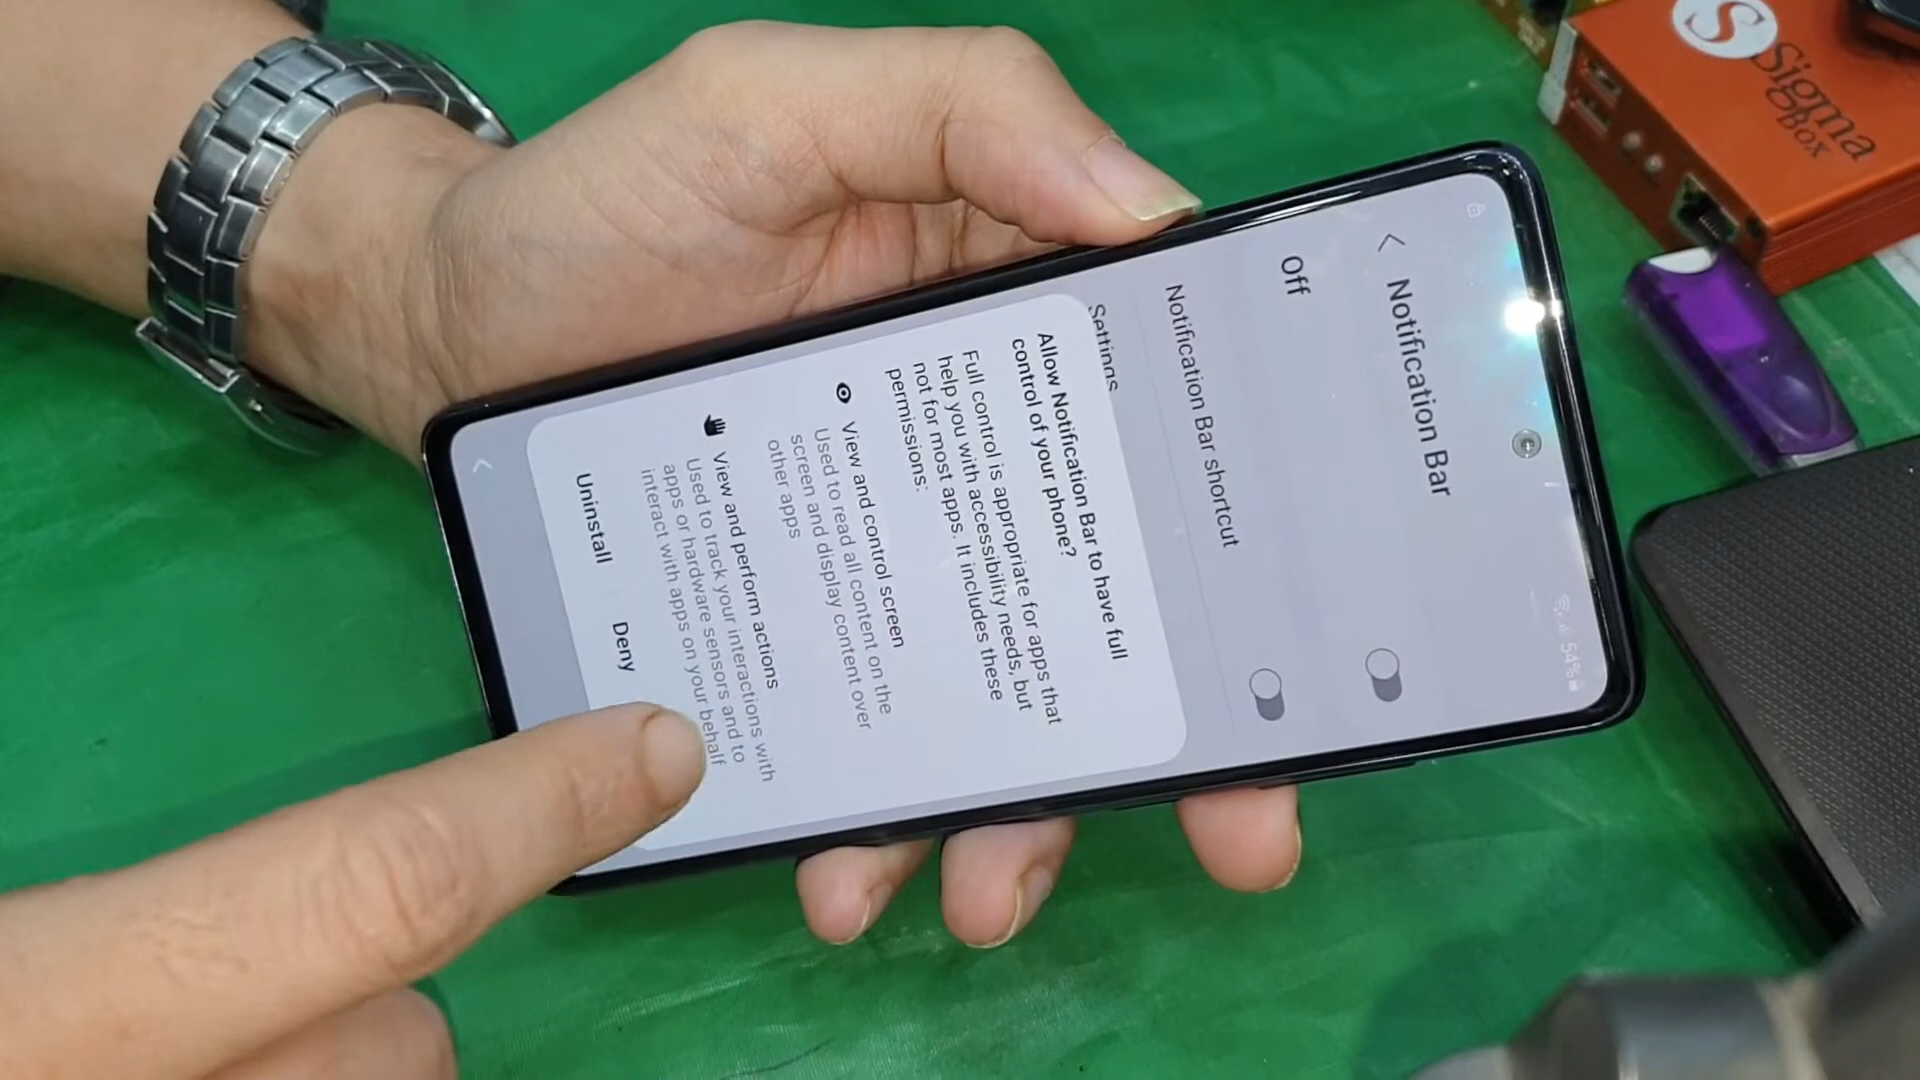 54%
Notification Bar
Off
Notification Bar shortcut
Settings
Allow Notification Bar to have full
control of your phone?
Full control is appropriate for apps that
help you with accessibility needs, but
not for most apps. It includes these
permissions:
View and control screen
Used to read all content on the
screen and display content over
other apps
View and perform actions
Used to track your interactions with
apps or hardware sensors and to
interact with apps on your behalf
Uninstall
Deny
S
Sigma
Box